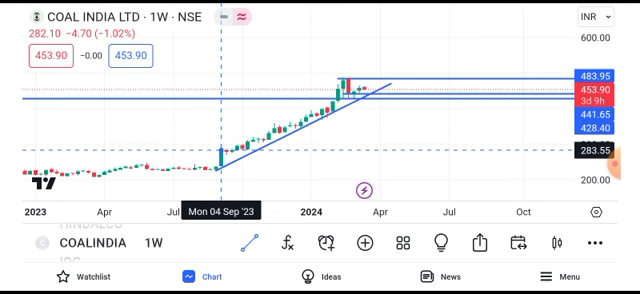 COAL INDIA LTD · 1W · NSE
INR
282.10 −4.70 (−1.02%)
453.90 −0.00 453.90
600.00
483.95
453.90
3d 9h
441.65
428.40
283.55
200.00
2023 Apr Jul Mon 04 Sep '23 2024 Apr Jul Oct
HINDALCO
COALINDIA 1W
Watchlist Chart Ideas News Menu